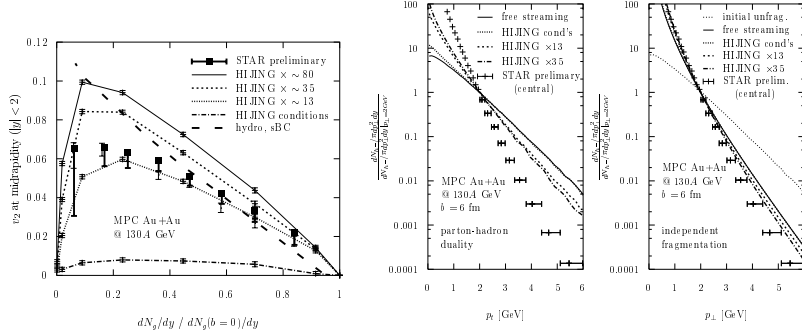 0.12
0.1
0.08
0.06
0.04
0.02
0
v₂ at midrapidity (|y| < 2)
STAR preliminary
HIJING × ~ 80
HIJING × ~ 35
HIJING × ~ 13
HIJING conditions
hydro, sBC
MPC Au+Au
@ 130A GeV
0 0.2 0.4 0.6 0.8 1
dN_g/dy / dN_g(b = 0)/dy
100
10
1
0.1
0.01
0.001
0.0001
free streaming
HIJING cond's
HIJING ×13
HIJING ×35
STAR prelimary
(central)
MPC Au+Au
@ 130A GeV
b = 6 fm
parton-hadron
duality
0 1 2 3 4 5 6
p_t [GeV]
100
10
1
0.1
0.01
0.001
0.0001
initial unfrag.
free streaming
HIJING cond's
HIJING ×13
HIJING ×35
STAR prelim.
(central)
MPC Au+Au
@ 130A GeV
b = 6 fm
independent
fragmentation
0 1 2 3 4 5 6
p_⊥ [GeV]